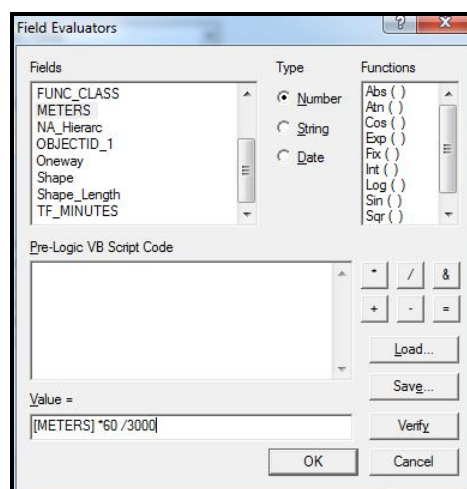 Field Evaluators
Fields
Type
Functions
FUNC_CLASS
METERS
NA_Hierarc
OBJECTID_1
Oneway
Shape
Shape_Length
TF_MINUTES
Number
String
Date
Abs ( )
Atn ( )
Cos ( )
Exp ( )
Fix ( )
Int ( )
Log ( )
Sin ( )
Sqr ( )
Pre-Logic VB Script Code
* / &
+ - =
Load...
Save...
Value =
[METERS] *60 /3000
Verify
OK
Cancel